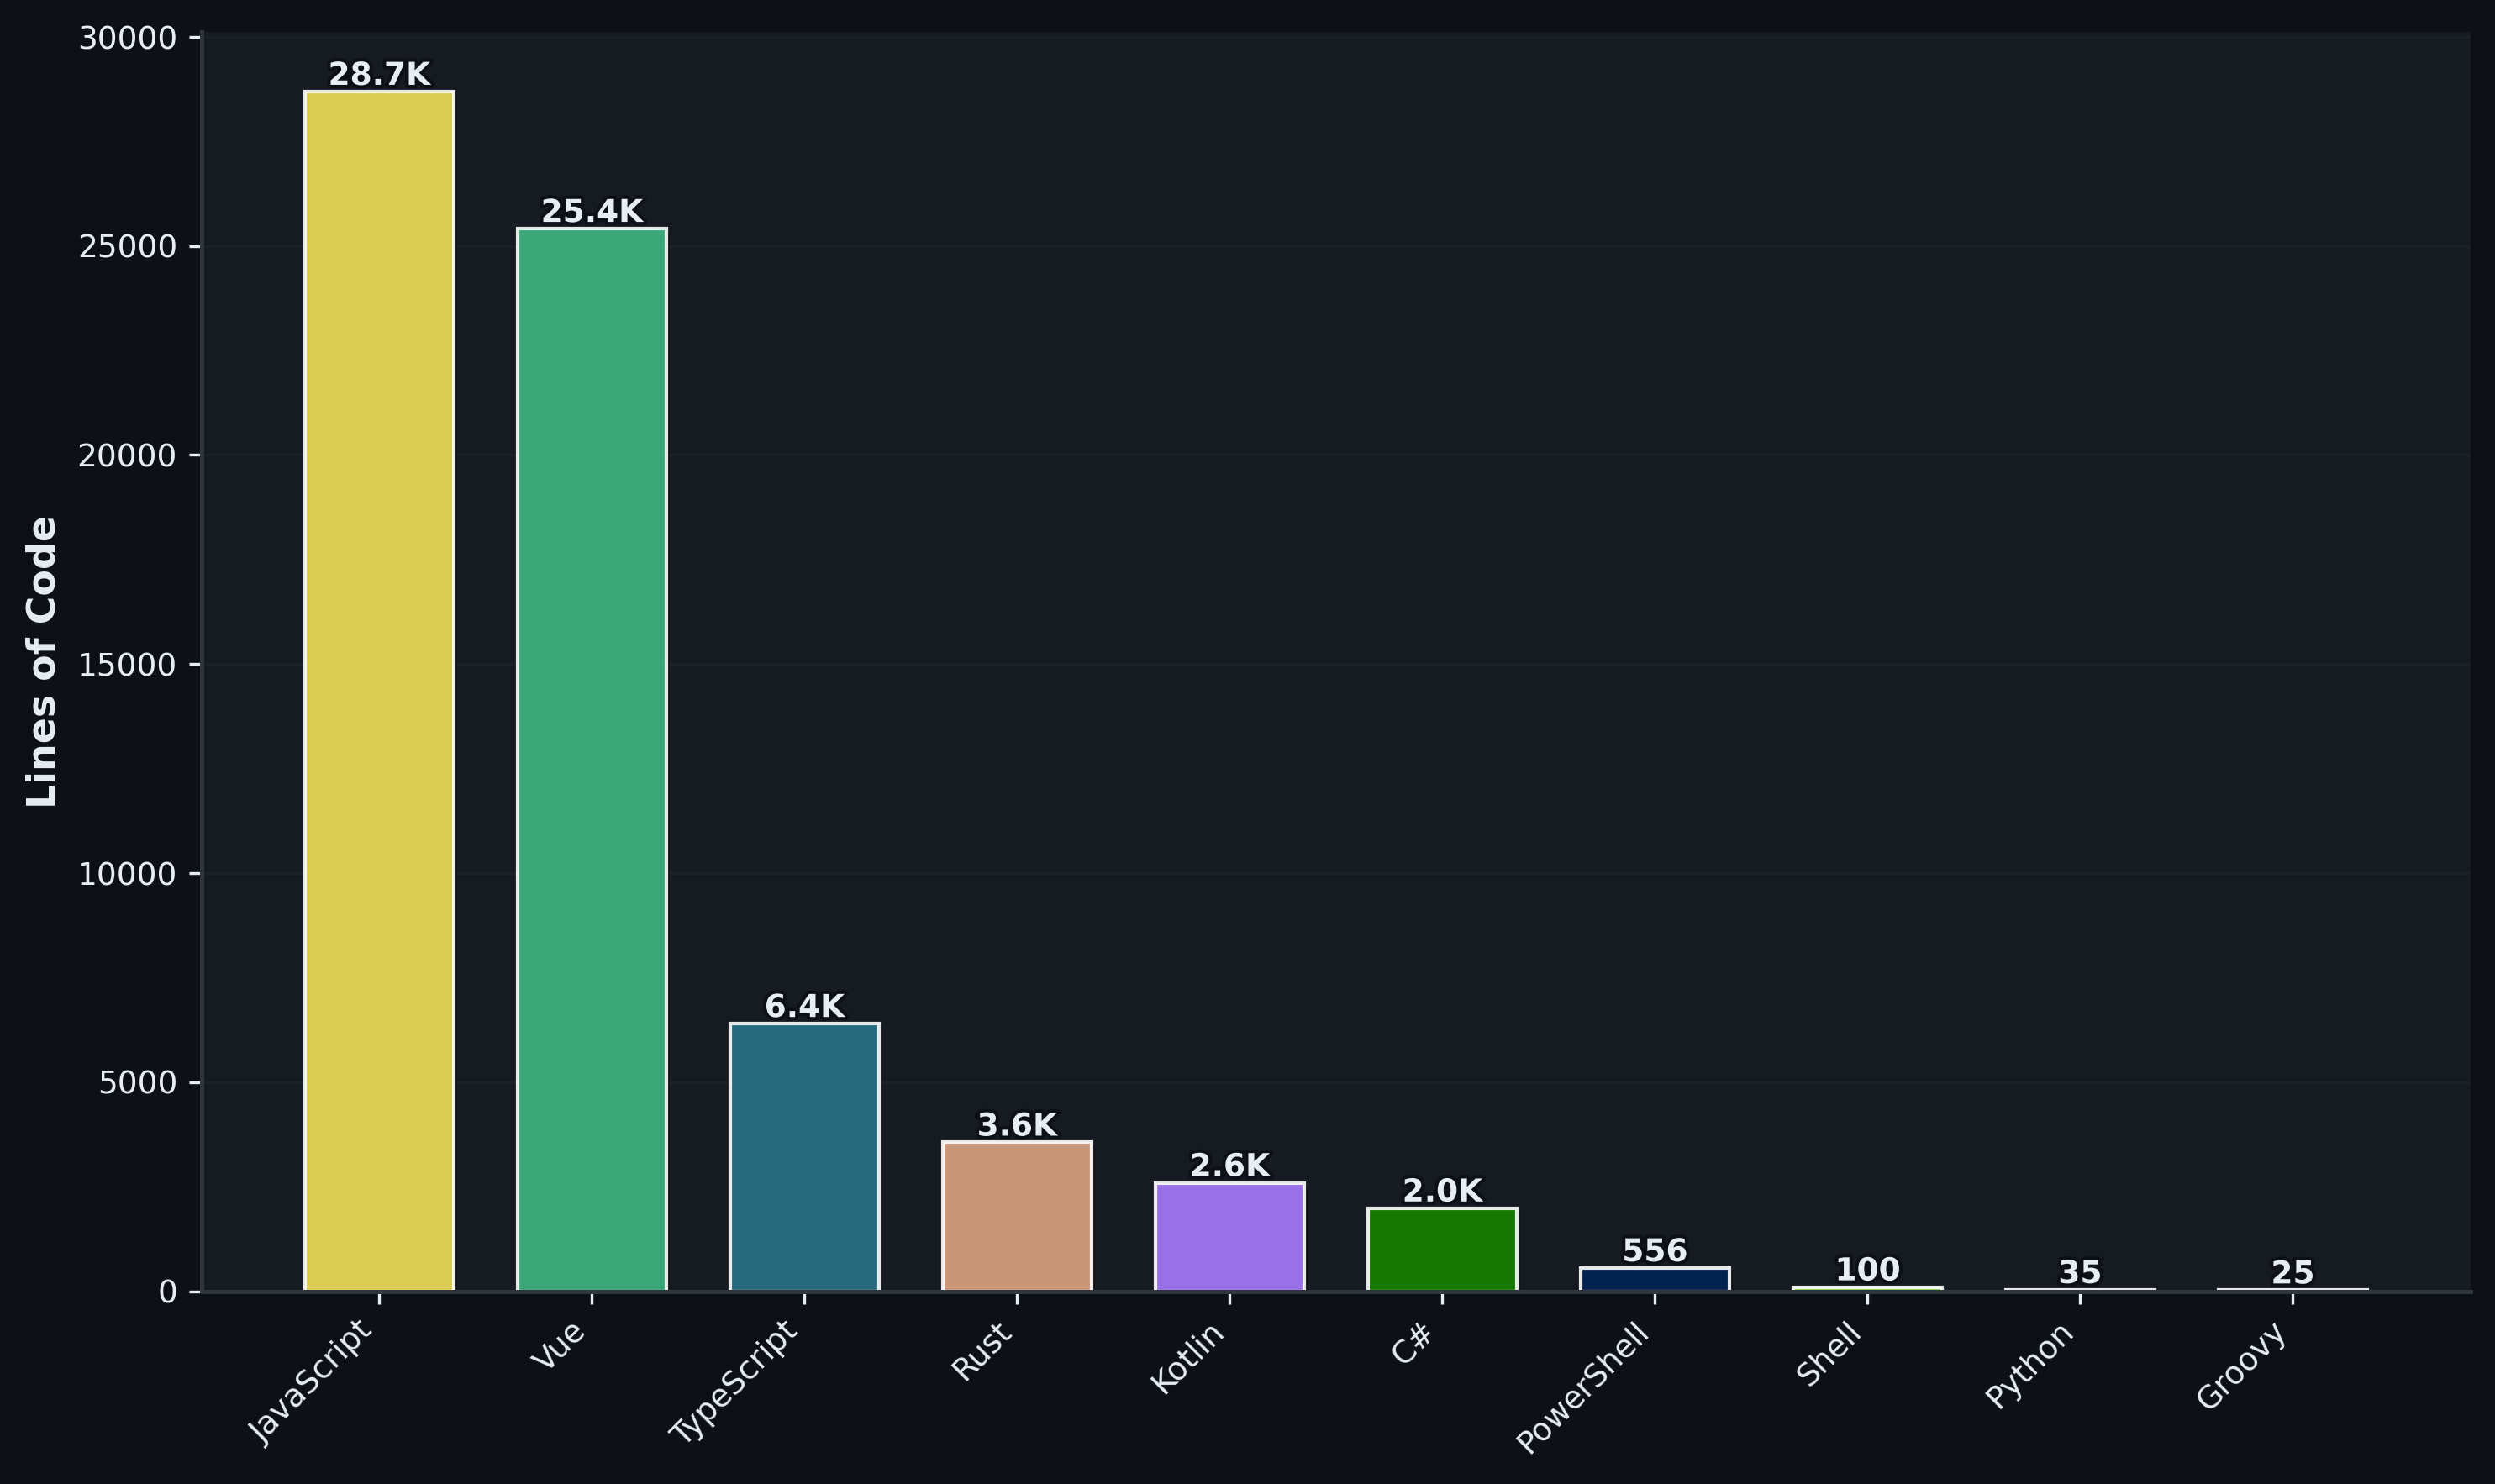 Lines of Code
30000
25000
20000
15000
10000
5000
0
28.7K
25.4K
6.4K
3.6K
2.6K
2.0K
556
100
35
25
JavaScript
Vue
TypeScript
Rust
Kotlin
C#
PowerShell
Shell
Python
Groovy